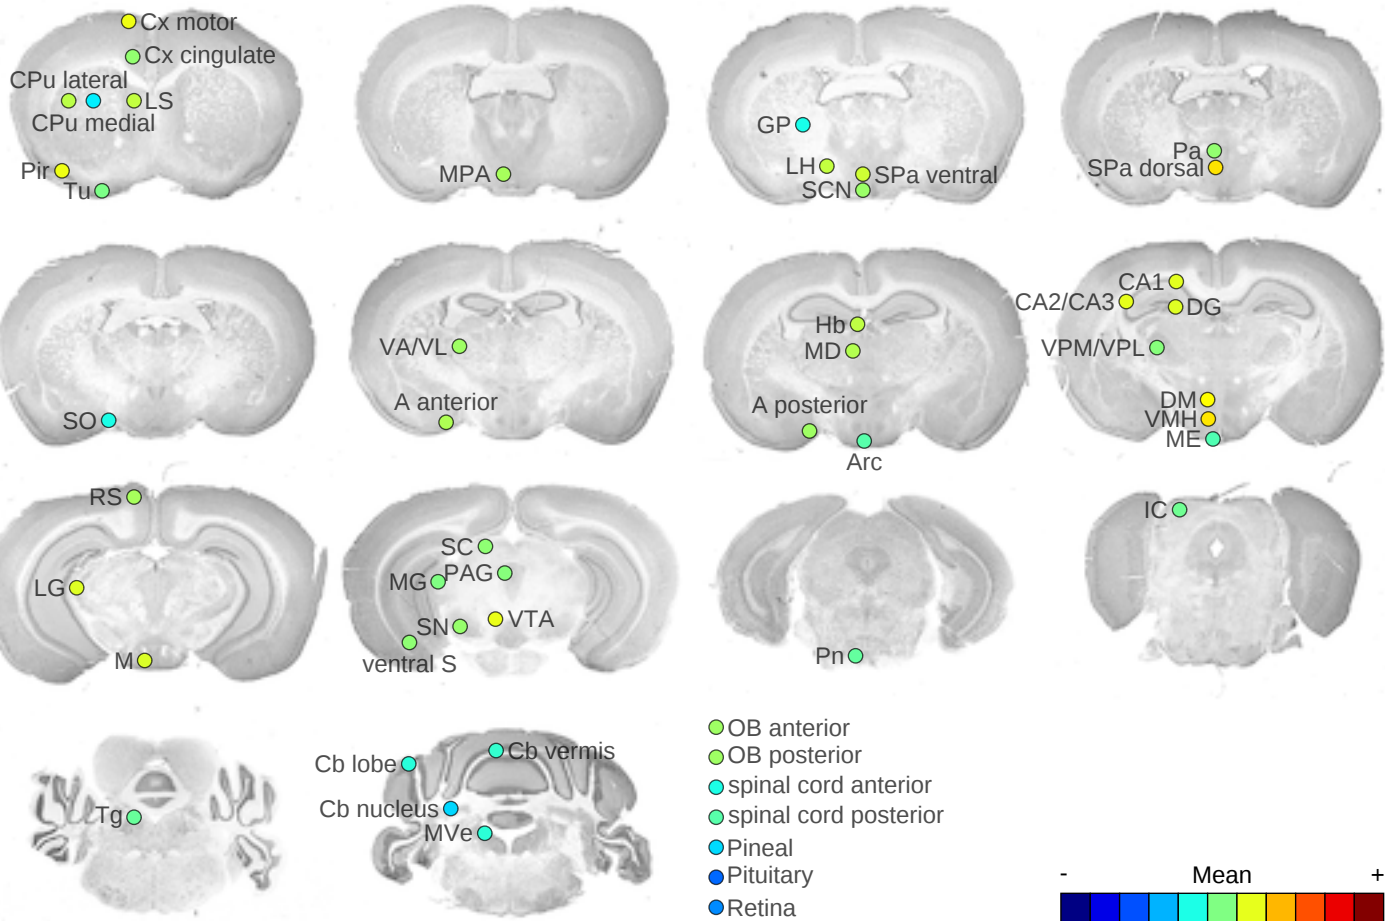 Cx motor
Cx cingulate
CPu lateral
LS
CPu medial
Pir
Tu
MPA
GP
LH
SPa ventral
SCN
Pa
SPa dorsal
SO
VA/VL
A anterior
Hb
MD
A posterior
Arc
CA1
CA2/CA3
DG
VPM/VPL
DM
VMH
ME
RS
LG
M
SC
MG
PAG
SN
VTA
ventral S
Pn
IC
Tg
Cb lobe
Cb vermis
Cb nucleus
MVe
OB anterior
OB posterior
spinal cord anterior
spinal cord posterior
Pineal
Pituitary
Retina
- Mean +